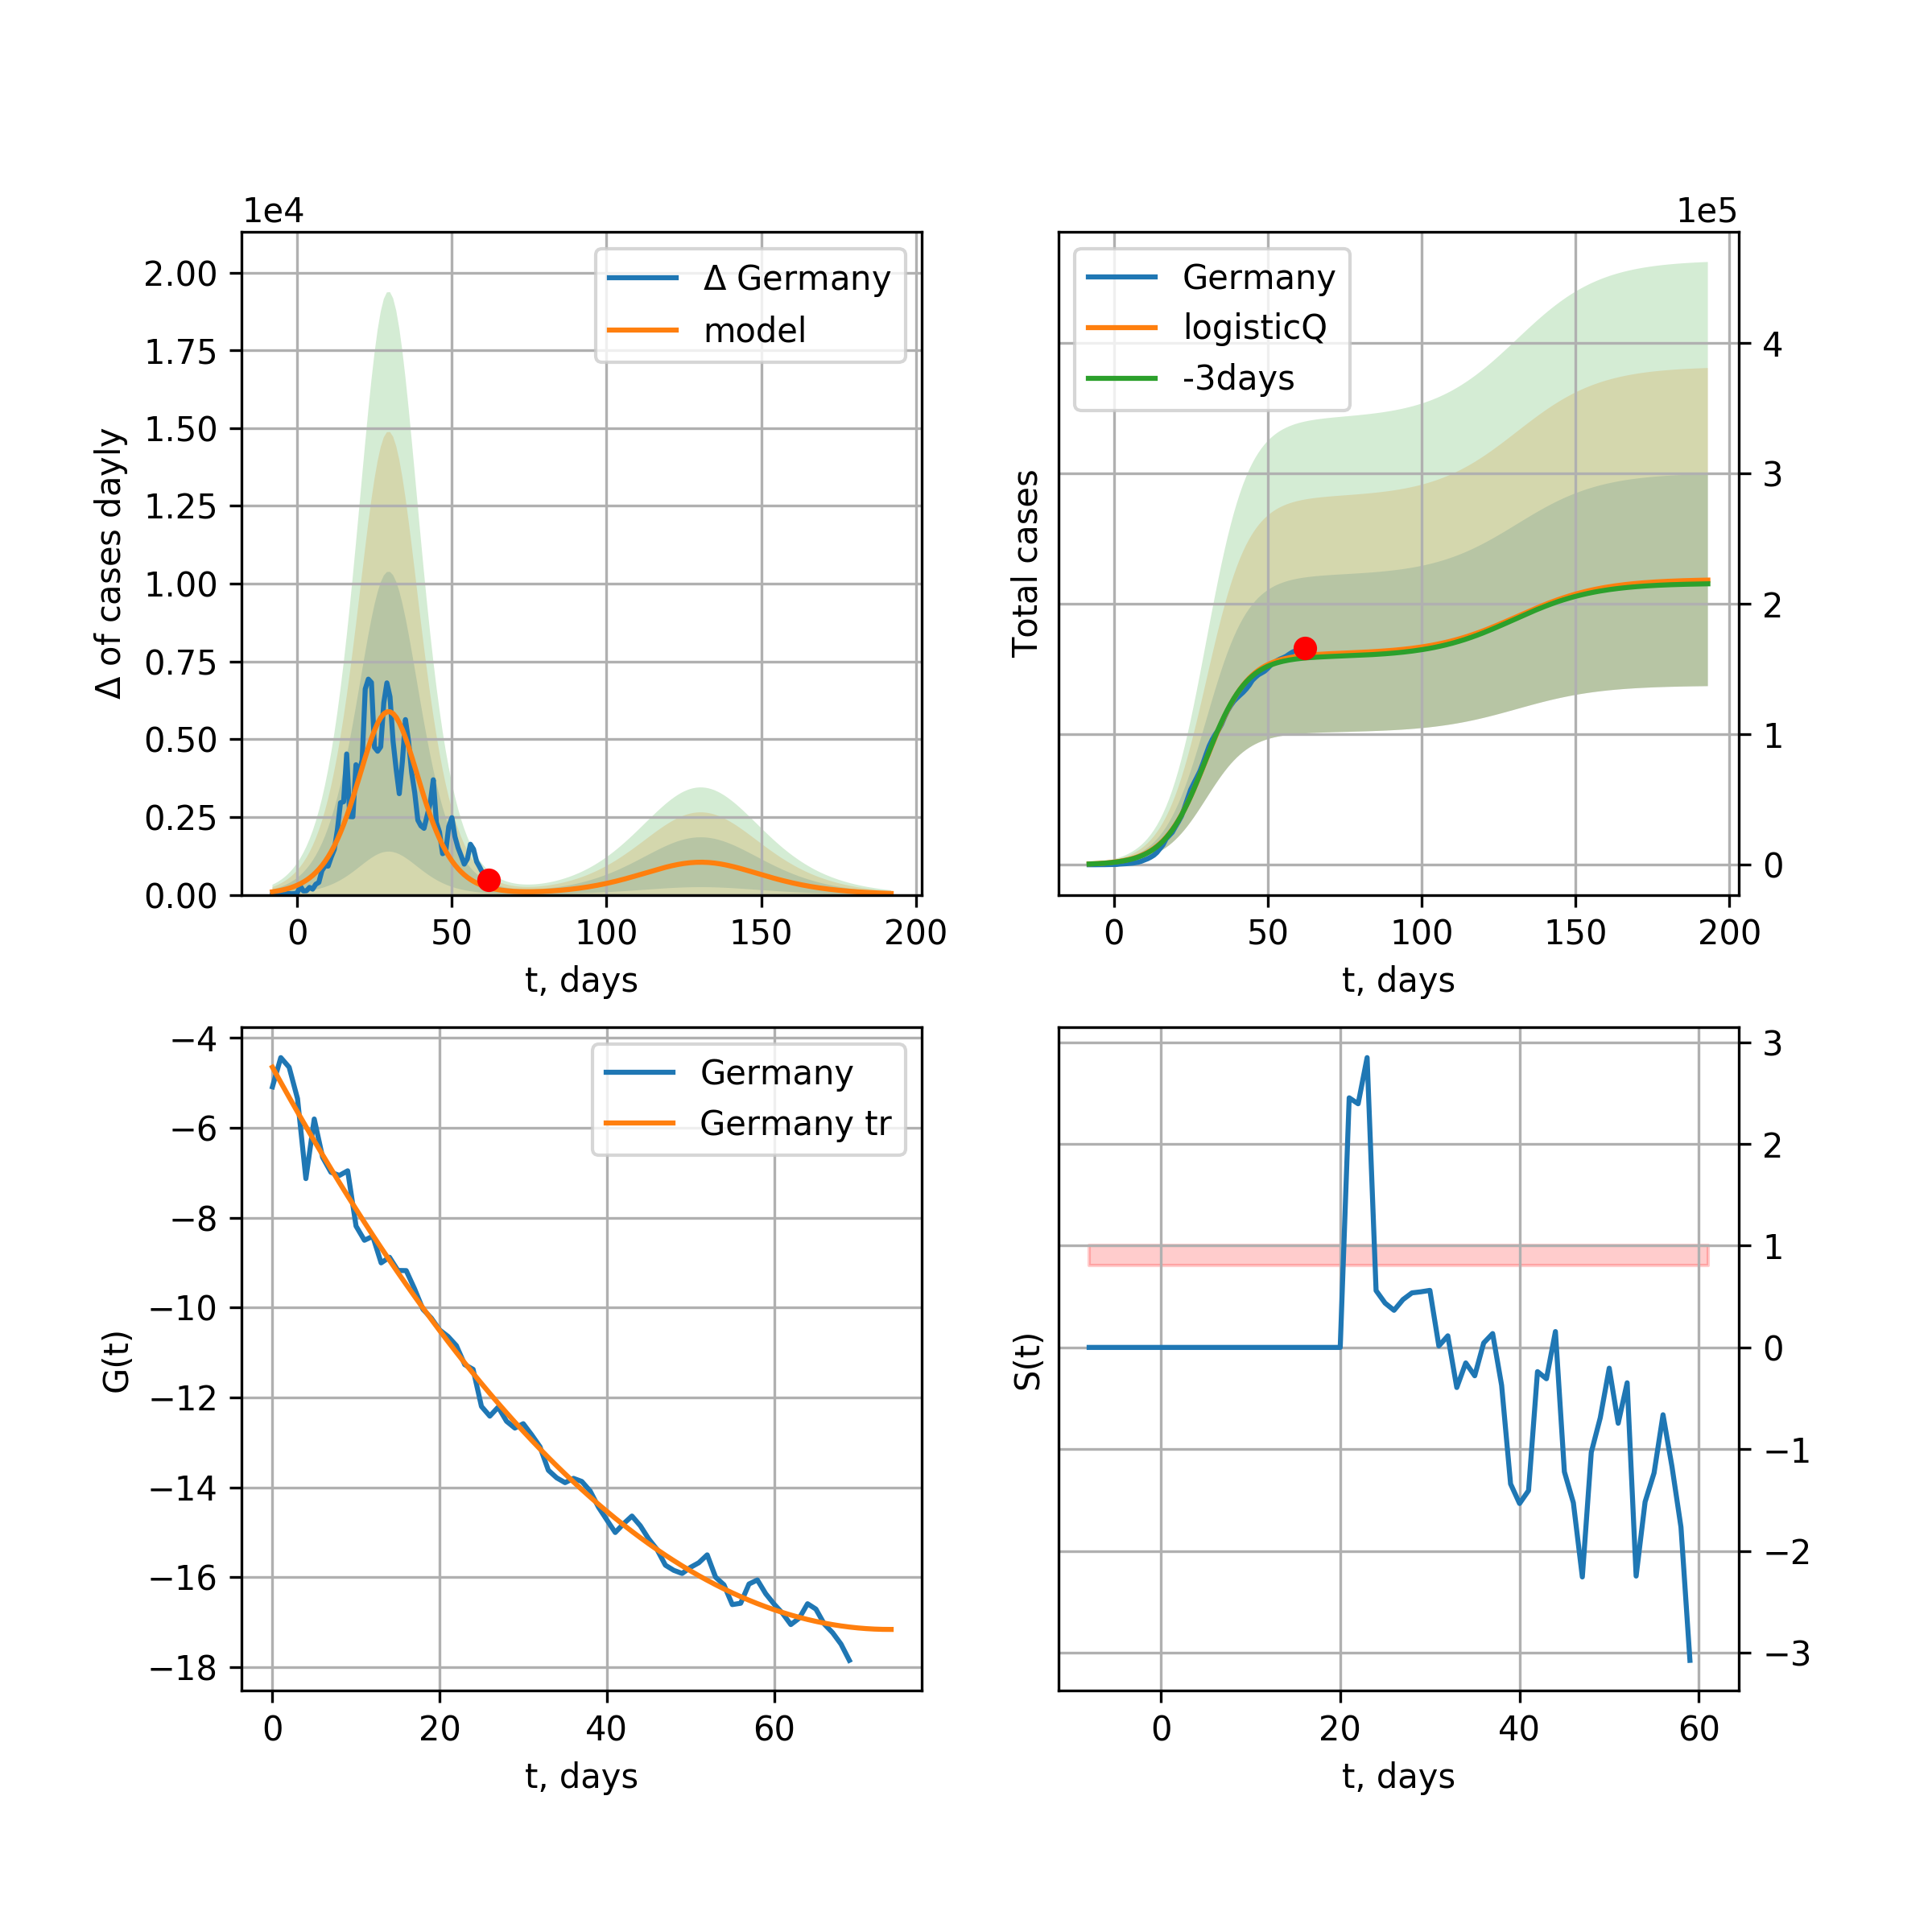 1e4
2.00
1.75
1.50
1.25
1.00
0.75
0.50
0.25
0.00
Δ of cases dayly
Δ Germany
model
0 50 100 150 200
t, days
1e5
Germany
logisticQ
-3days
Total cases
4
3
2
1
0
0 50 100 150 200
t, days
−4
−6
−8
−10
−12
−14
−16
−18
G(t)
Germany
Germany tr
0 20 40 60
t, days
S(t)
3
2
1
0
−1
−2
−3
0 20 40 60
t, days